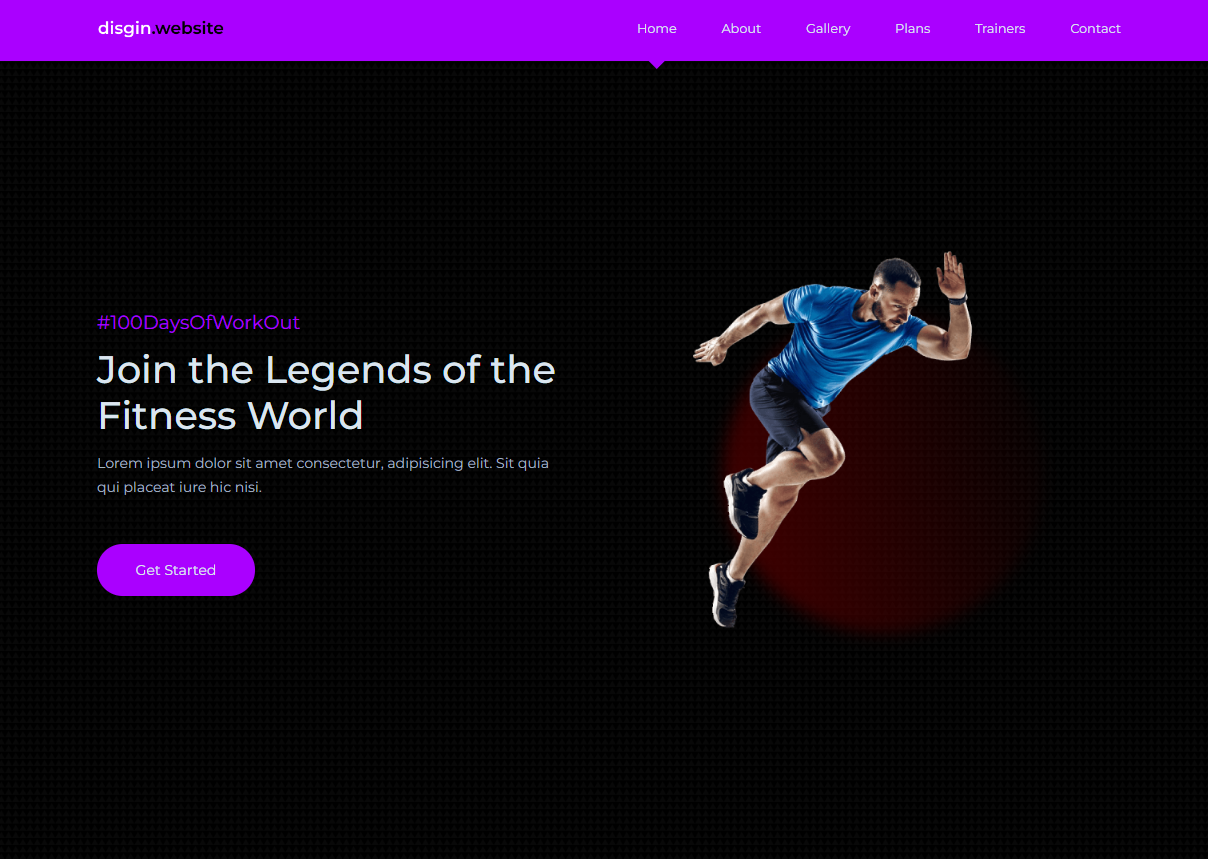 disgin.website
Home About Gallery Plans Trainers Contact
#100DaysOfWorkOut
Join the Legends of the
Fitness World
Lorem ipsum dolor sit amet consectetur, adipisicing elit. Sit quia
qui placeat iure hic nisi.
Get Started